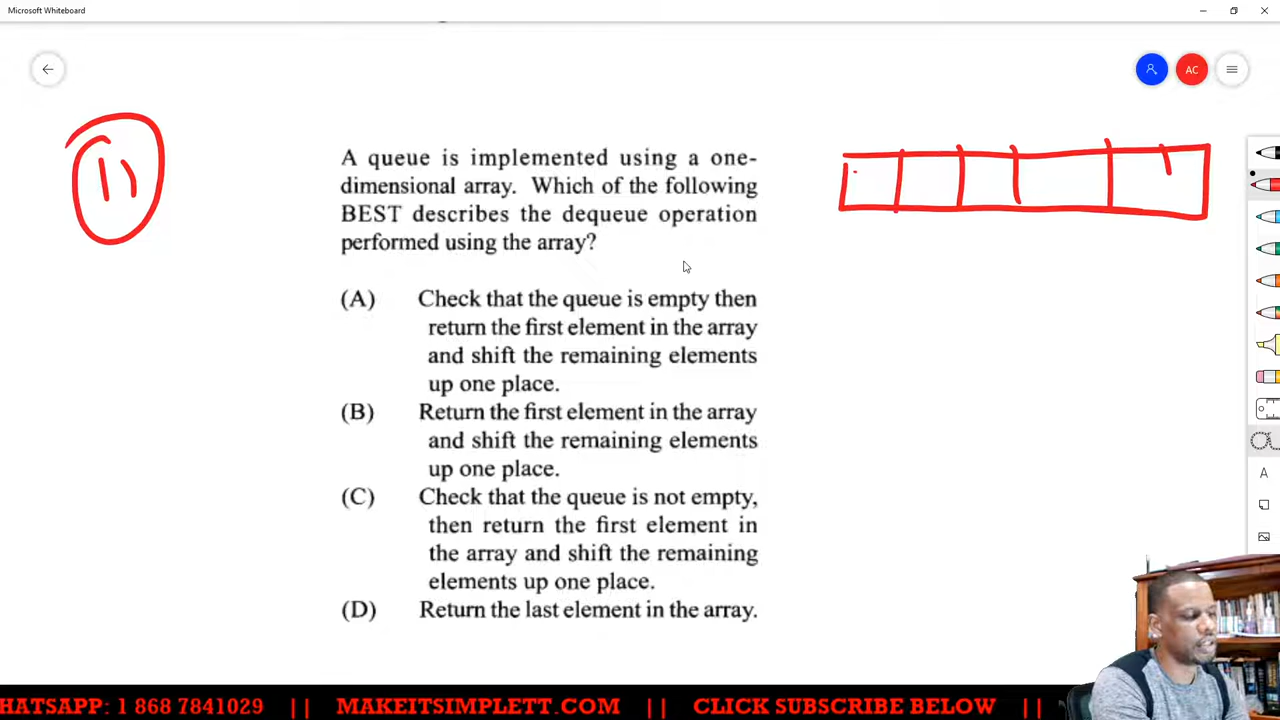 Microsoft Whiteboard
AC
11
A queue is implemented using a one-
dimensional array. Which of the following
BEST describes the dequeue operation
performed using the array?
(A) Check that the queue is empty then
return the first element in the array
and shift the remaining elements
up one place.
(B) Return the first element in the array
and shift the remaining elements
up one place.
(C) Check that the queue is not empty,
then return the first element in
the array and shift the remaining
elements up one place.
(D) Return the last element in the array.
A
HATSAPP: 1 868 7841029 || MAKEITSIMPLETT.COM || CLICK SUBSCRIBE BELOW ||